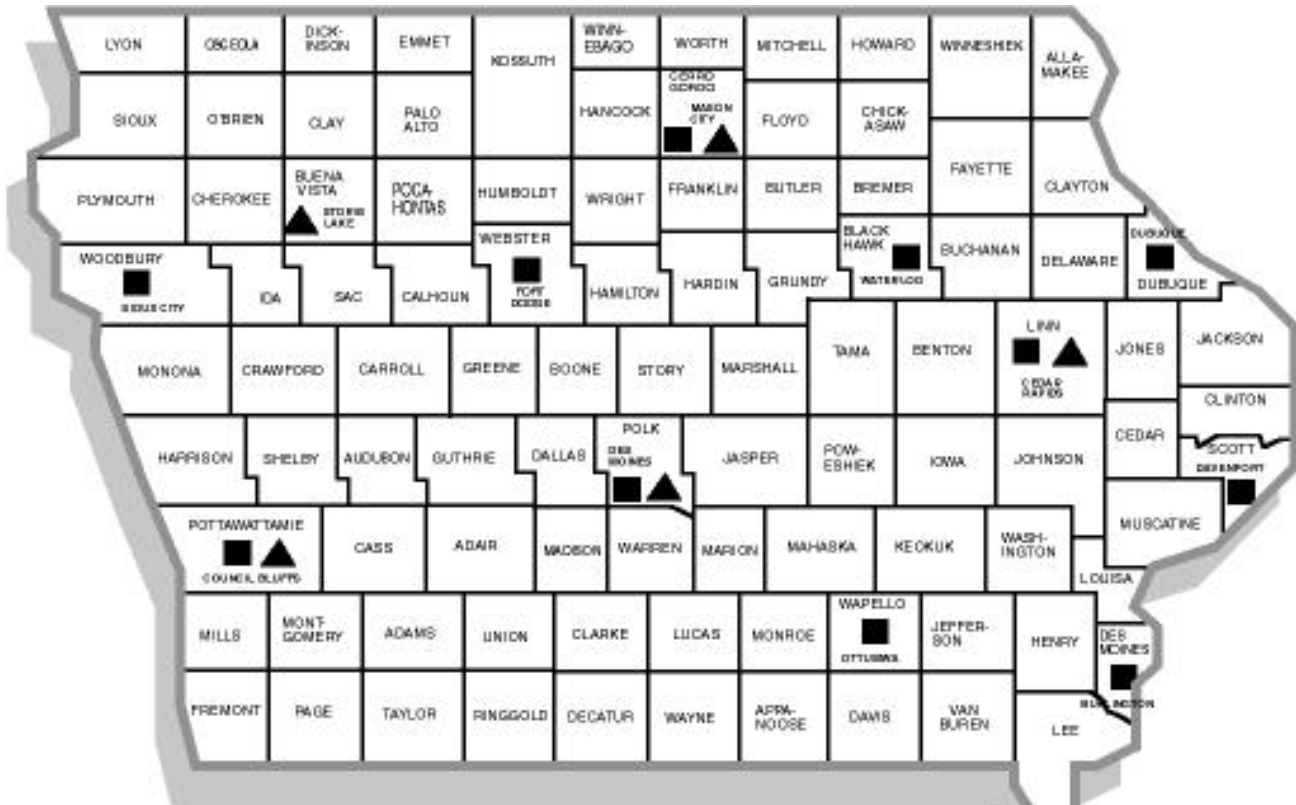 LYON
OSCEOLA
DICK-
INSON
EMMET
KOSSUTH
WINN-
EBAGO
WORTH
MITCHELL
HOWARD
WINNESHIEK
ALLA-
MAKEE
SIOUX
O'BRIEN
CLAY
PALO
ALTO
HANCOCK
CERRO
GORDO
MASON
CITY
FLOYD
CHICK-
ASAW
FAYETTE
CLAYTON
PLYMOUTH
CHEROKEE
BUENA
VISTA
STORM
LAKE
POCA-
HONTAS
HUMBOLDT
WRIGHT
FRANKLIN
BUTLER
BREMER
WOODBURY
SIOUX CITY
IDA
SAC
CALHOUN
WEBSTER
FORT
DODGE
HAMILTON
HARDIN
GRUNDY
BLACK
HAWK
WATERLOO
BUCHANAN
DELAWARE
DUBUQUE
DUBUQUE
MONONA
CRAWFORD
CARROLL
GREENE
BOONE
STORY
MARSHALL
TAMA
BENTON
LINN
CEDAR
RAPIDS
JONES
JACKSON
CLINTON
HARRISON
SHELBY
AUDUBON
GUTHRIE
DALLAS
POLK
DES
MOINES
JASPER
POW-
ESHIEK
IOWA
JOHNSON
CEDAR
SCOTT
DAVENPORT
POTTAWATTAMIE
COUNCIL BLUFFS
CASS
ADAIR
MADISON
WARREN
MARION
MAHASKA
KEOKUK
WASH-
INGTON
MUSCATINE
LOUISA
MILLS
MONT-
GOMERY
ADAMS
UNION
CLARKE
LUCAS
MONROE
WAPELLO
OTTUMWA
JEFFER-
SON
HENRY
DES
MOINES
BURLINGTON
FREMONT
PAGE
TAYLOR
RINGGOLD
DECATUR
WAYNE
APPA-
NOOSE
DAVIS
VAN
BUREN
LEE